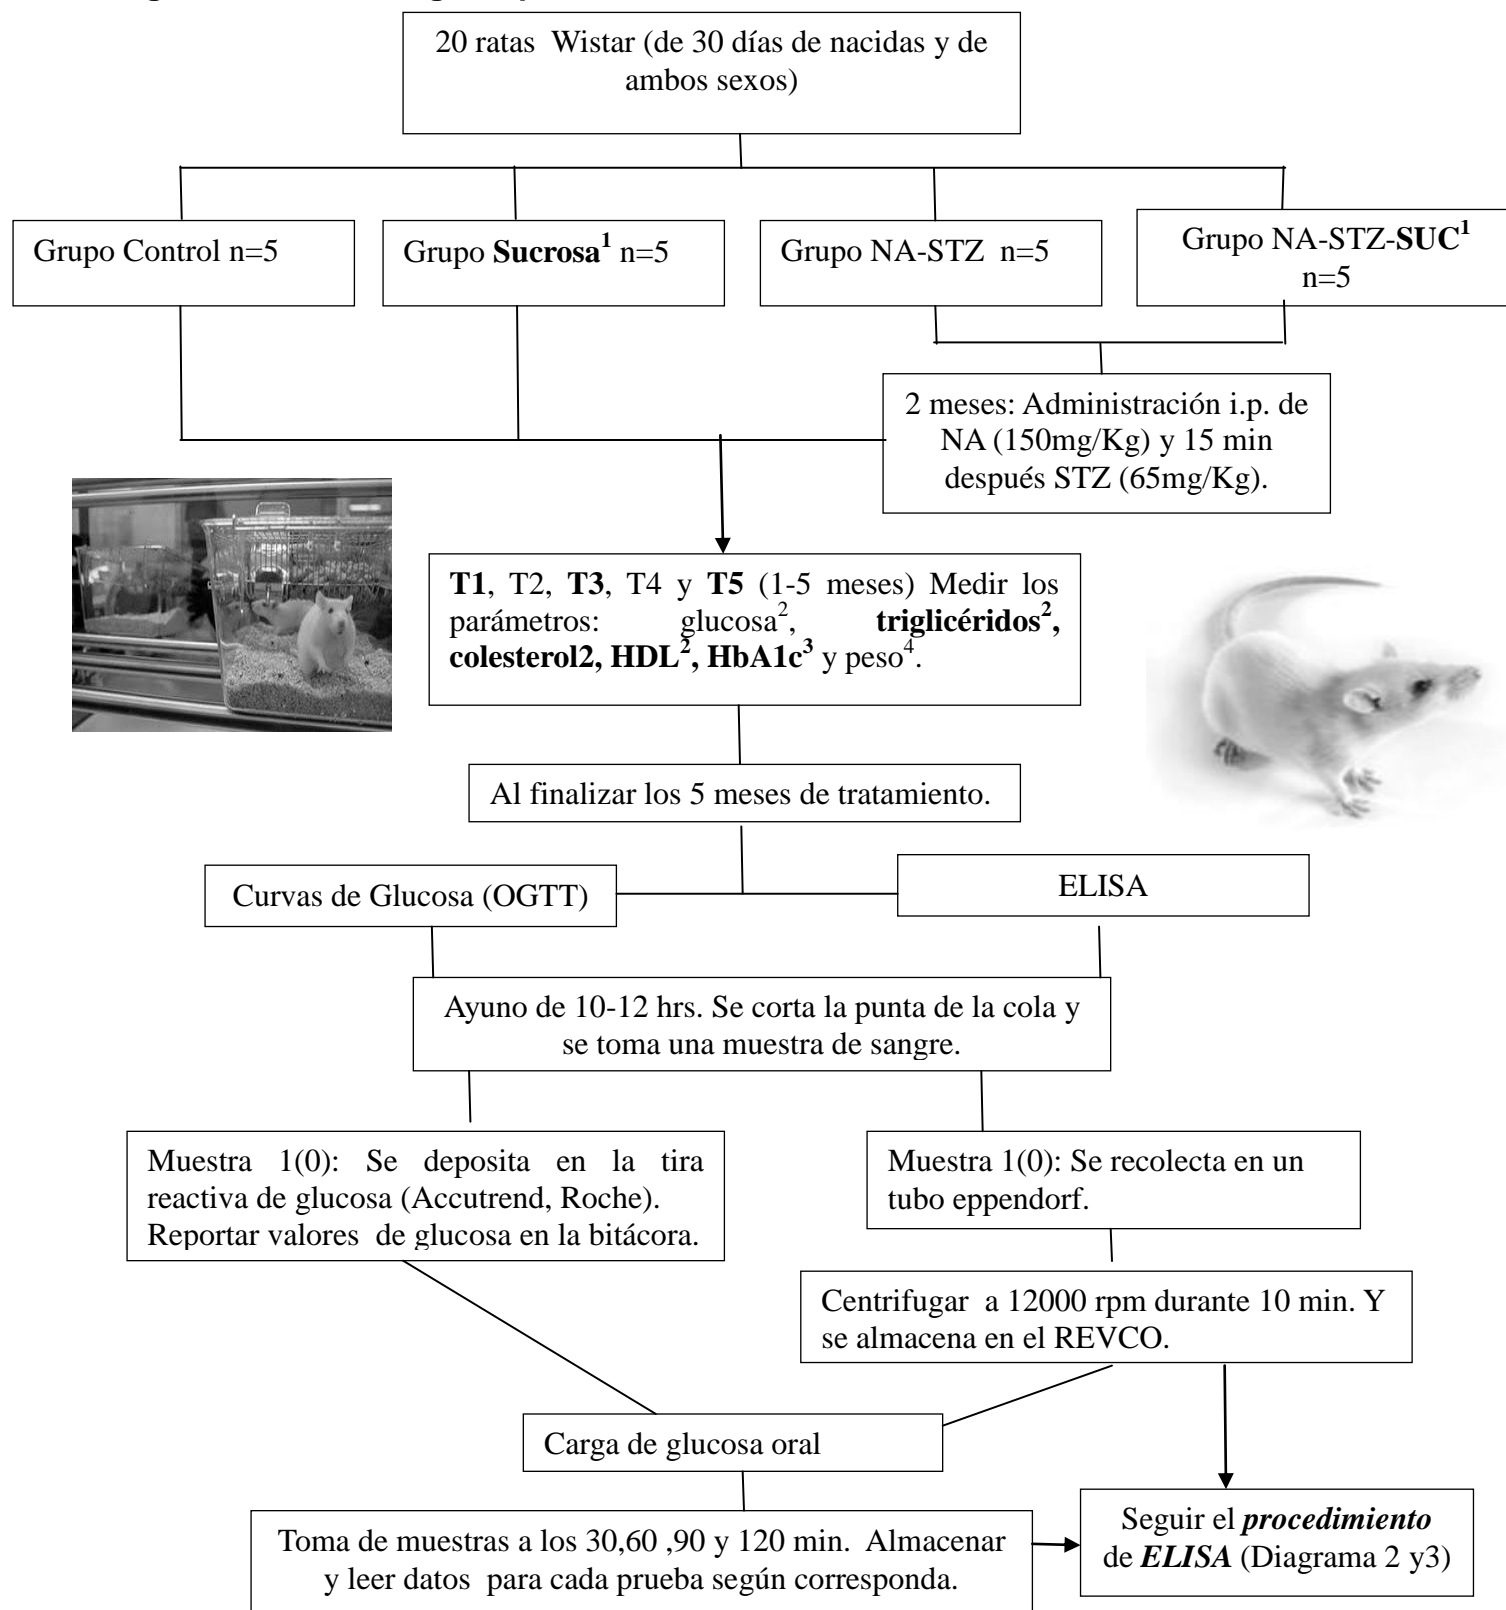 20 ratas Wistar (de 30 días de nacidas y de
ambos sexos)
Grupo Control n=5
Grupo Sucrosa¹ n=5
Grupo NA-STZ n=5
Grupo NA-STZ-SUC¹
n=5
2 meses: Administración i.p. de
NA (150mg/Kg) y 15 min
después STZ (65mg/Kg).
T1, T2, T3, T4 y T5 (1-5 meses) Medir los
parámetros: glucosa², triglicéridos²,
colesterol2, HDL², HbA1c³ y peso⁴.
Al finalizar los 5 meses de tratamiento.
Curvas de Glucosa (OGTT)
ELISA
Ayuno de 10-12 hrs. Se corta la punta de la cola y
se toma una muestra de sangre.
Muestra 1(0): Se deposita en la tira
reactiva de glucosa (Accutrend, Roche).
Reportar valores de glucosa en la bitácora.
Muestra 1(0): Se recolecta en un
tubo eppendorf.
Centrifugar a 12000 rpm durante 10 min. Y
se almacena en el REVCO.
Carga de glucosa oral
Toma de muestras a los 30,60 ,90 y 120 min. Almacenar
y leer datos para cada prueba según corresponda.
Seguir el procedimiento
de ELISA (Diagrama 2 y3)